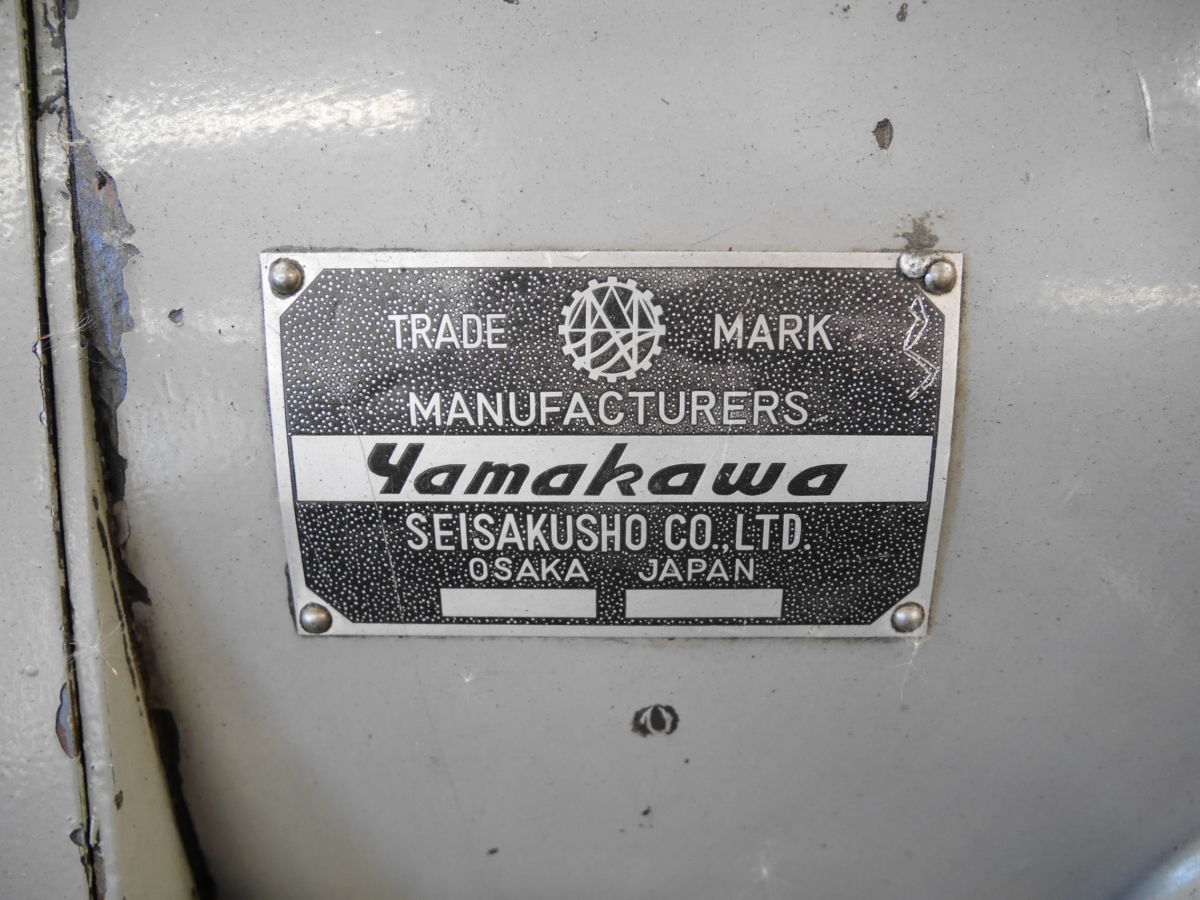 TRADE MARK
MANUFACTURERS
Yamakawa
SEISAKUSHO CO.,LTD.
OSAKA JAPAN